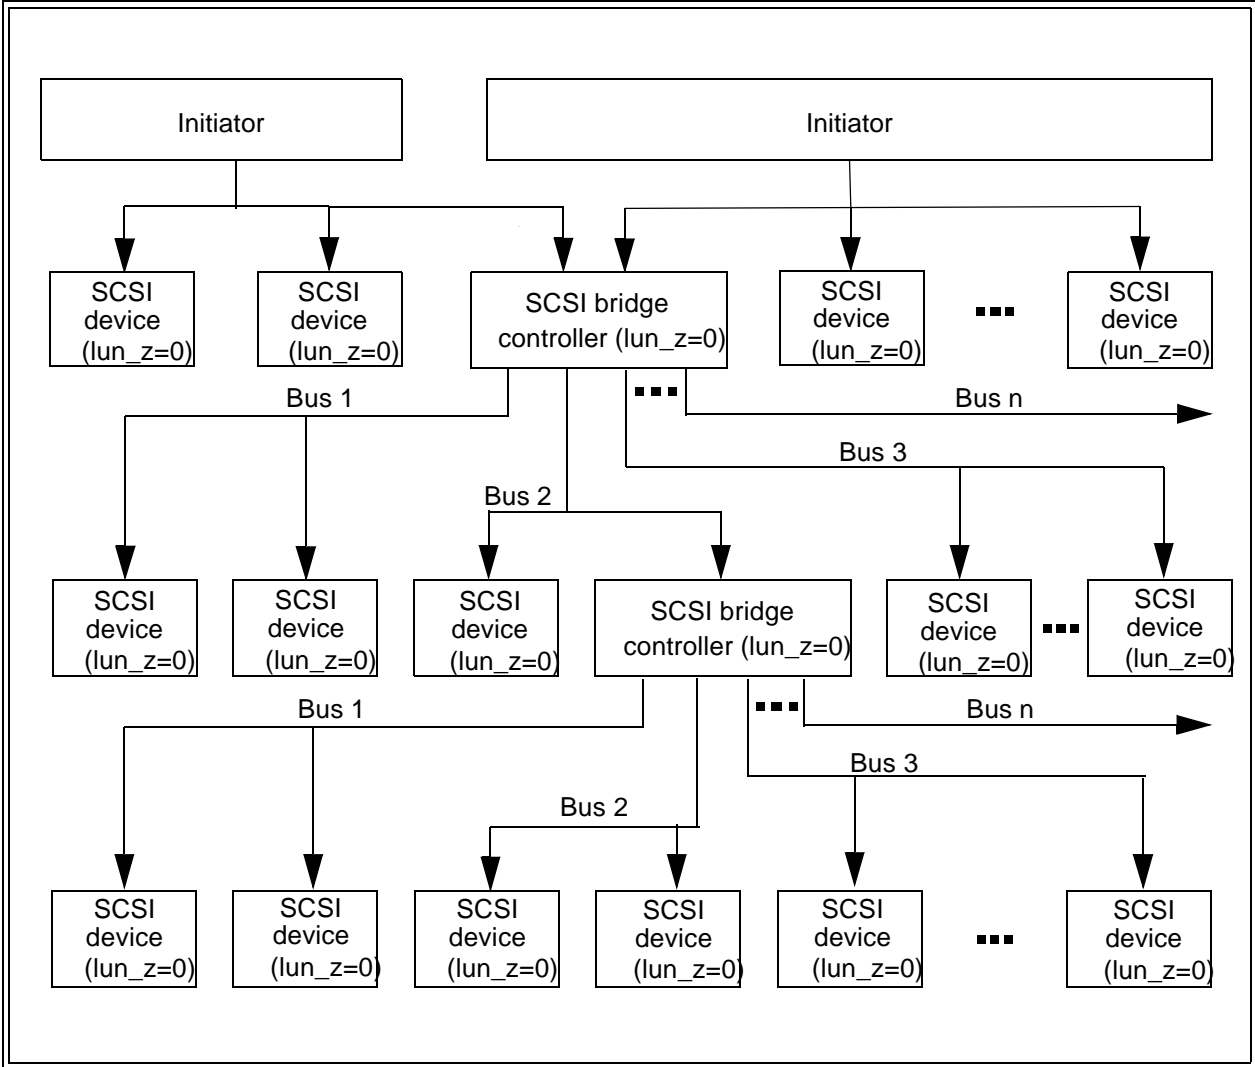 Initiator
Initiator
SCSI
device
(lun_z=0)
SCSI
device
(lun_z=0)
SCSI bridge
controller (lun_z=0)
SCSI
device
(lun_z=0)
SCSI
device
(lun_z=0)
Bus 1
Bus n
Bus 3
Bus 2
SCSI
device
(lun_z=0)
SCSI
device
(lun_z=0)
SCSI
device
(lun_z=0)
SCSI bridge
controller (lun_z=0)
SCSI
device
(lun_z=0)
SCSI
device
(lun_z=0)
Bus 1
Bus n
Bus 3
Bus 2
SCSI
device
(lun_z=0)
SCSI
device
(lun_z=0)
SCSI
device
(lun_z=0)
SCSI
device
(lun_z=0)
SCSI
device
(lun_z=0)
SCSI
device
(lun_z=0)